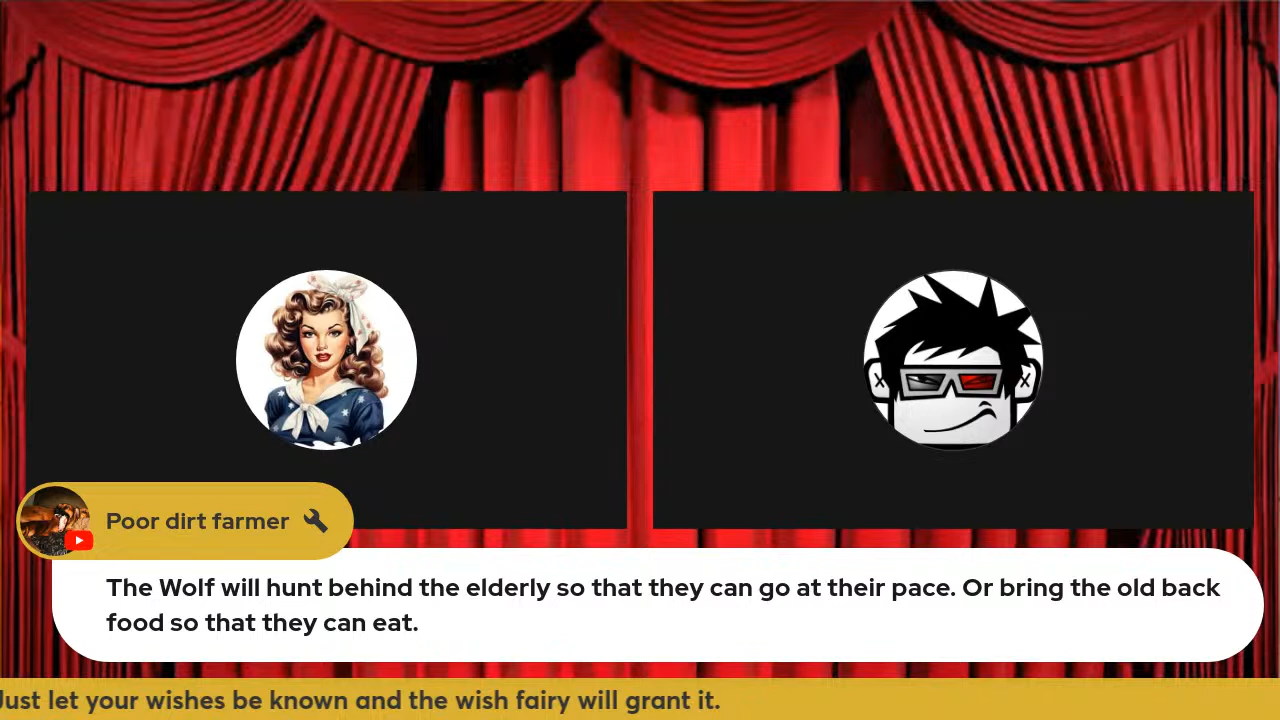 Poor dirt farmer
The Wolf will hunt behind the elderly so that they can go at their pace. Or bring the old back
food so that they can eat.
Just let your wishes be known and the wish fairy will grant it.